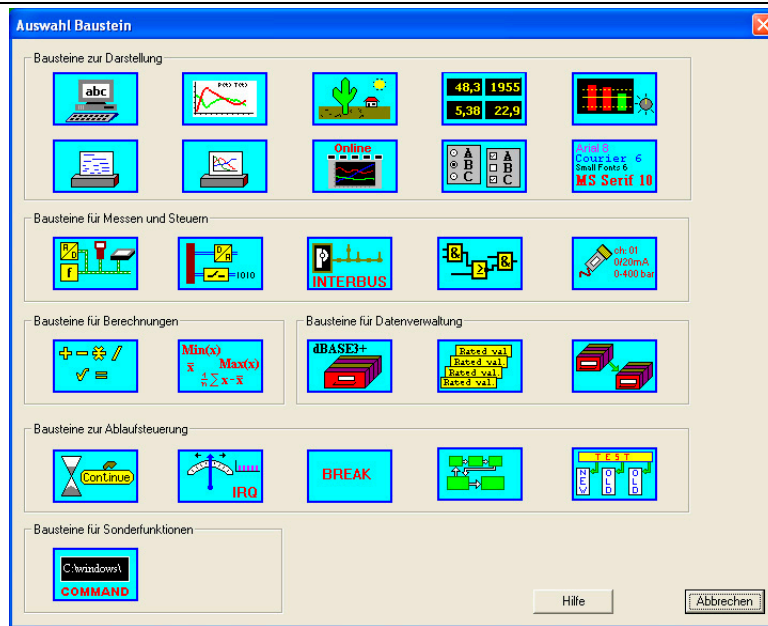 Auswahl Baustein
Bausteine zur Darstellung
abc
P(t) T(t)
48,3 1955
5,38 22,9
Online
A
B
C
A
B
C
Arial 8
Courier 6
Small Fonts 6
MS Serif 10
Bausteine für Messen und Steuern
A/D
f
D/A
1010
INTERBUS
&
≥
&
ch: 01
0/20mA
0-400 bar
Bausteine für Berechnungen
+ - * /
√ =
Min(x)
x̄ Max(x)
1/n ∑ x-x̄
Bausteine für Datenverwaltung
dBASE3+
Rated val
Rated val.
Rated val.
Rated val.
Bausteine zur Ablaufsteuerung
Continue
IRQ
BREAK
TEST
NEW
OLD
OLD
Bausteine für Sonderfunktionen
C:\windows\
COMMAND
Hilfe
Abbrechen